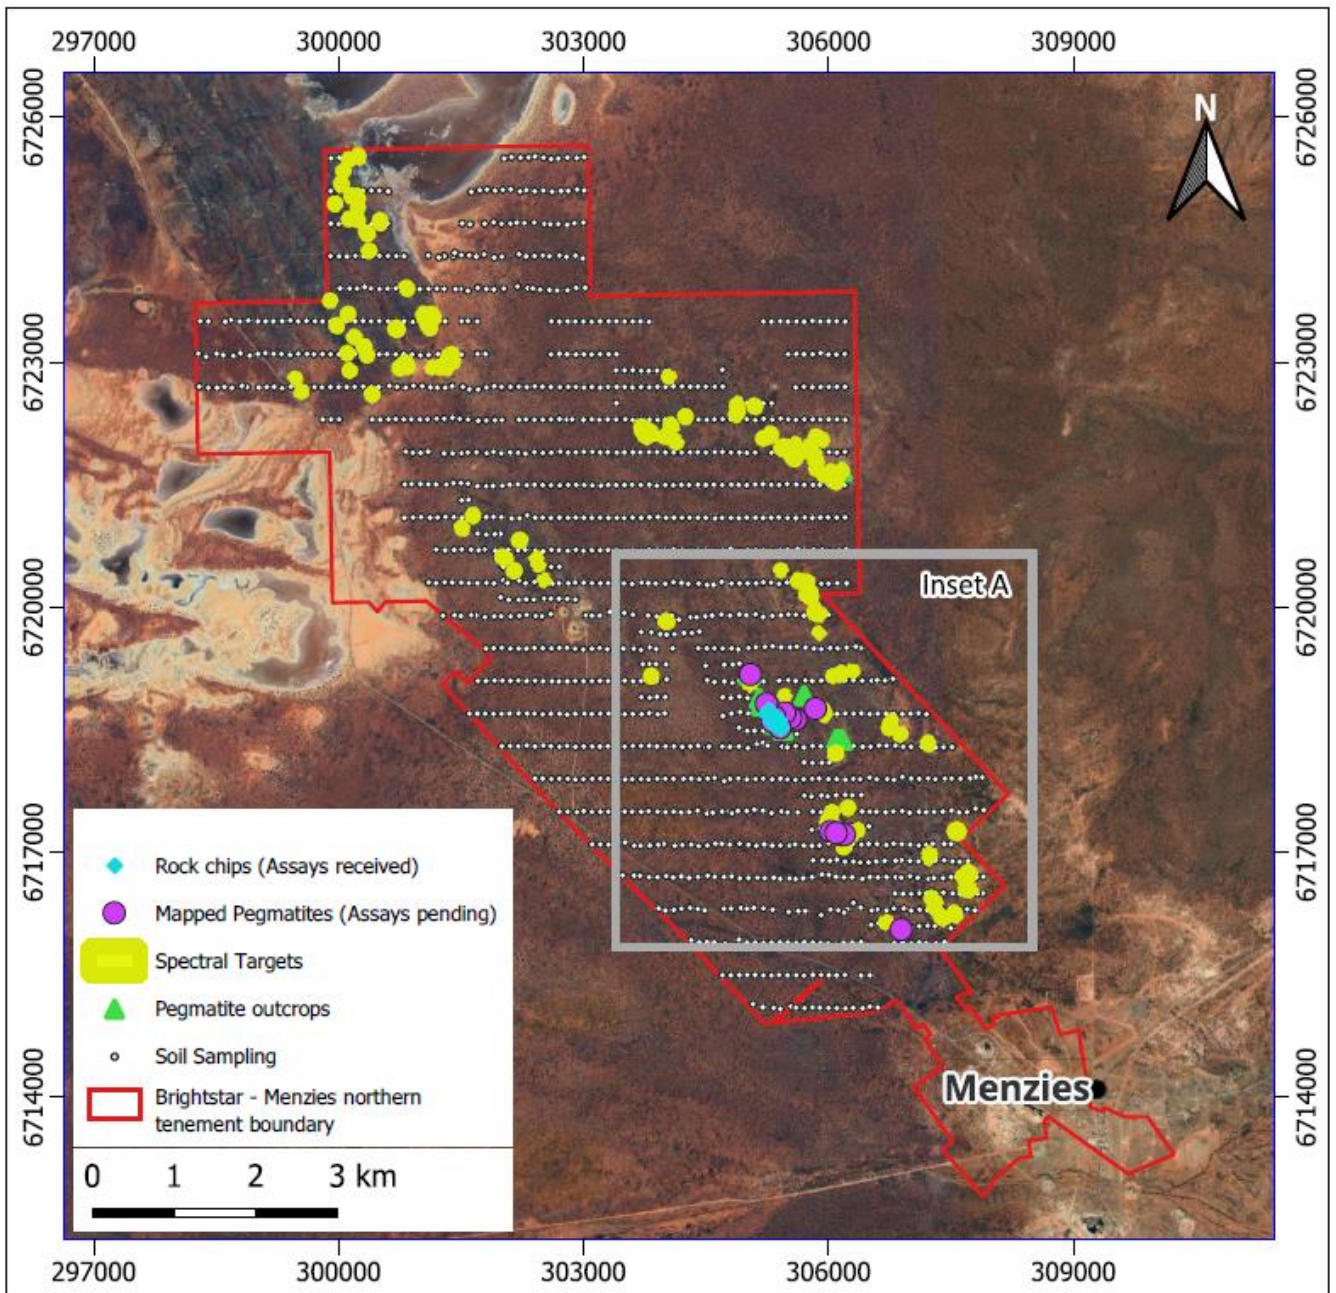 297000 300000 303000 306000 309000
6726000
6726000
N
6723000
6723000
6720000
6720000
Inset A
6717000
6717000
Rock chips (Assays received)
Mapped Pegmatites (Assays pending)
Spectral Targets
Pegmatite outcrops
Soil Sampling
Brightstar - Menzies northern
tenement boundary
0 1 2 3 km
Menzies
6714000
6714000
297000 300000 303000 306000 309000